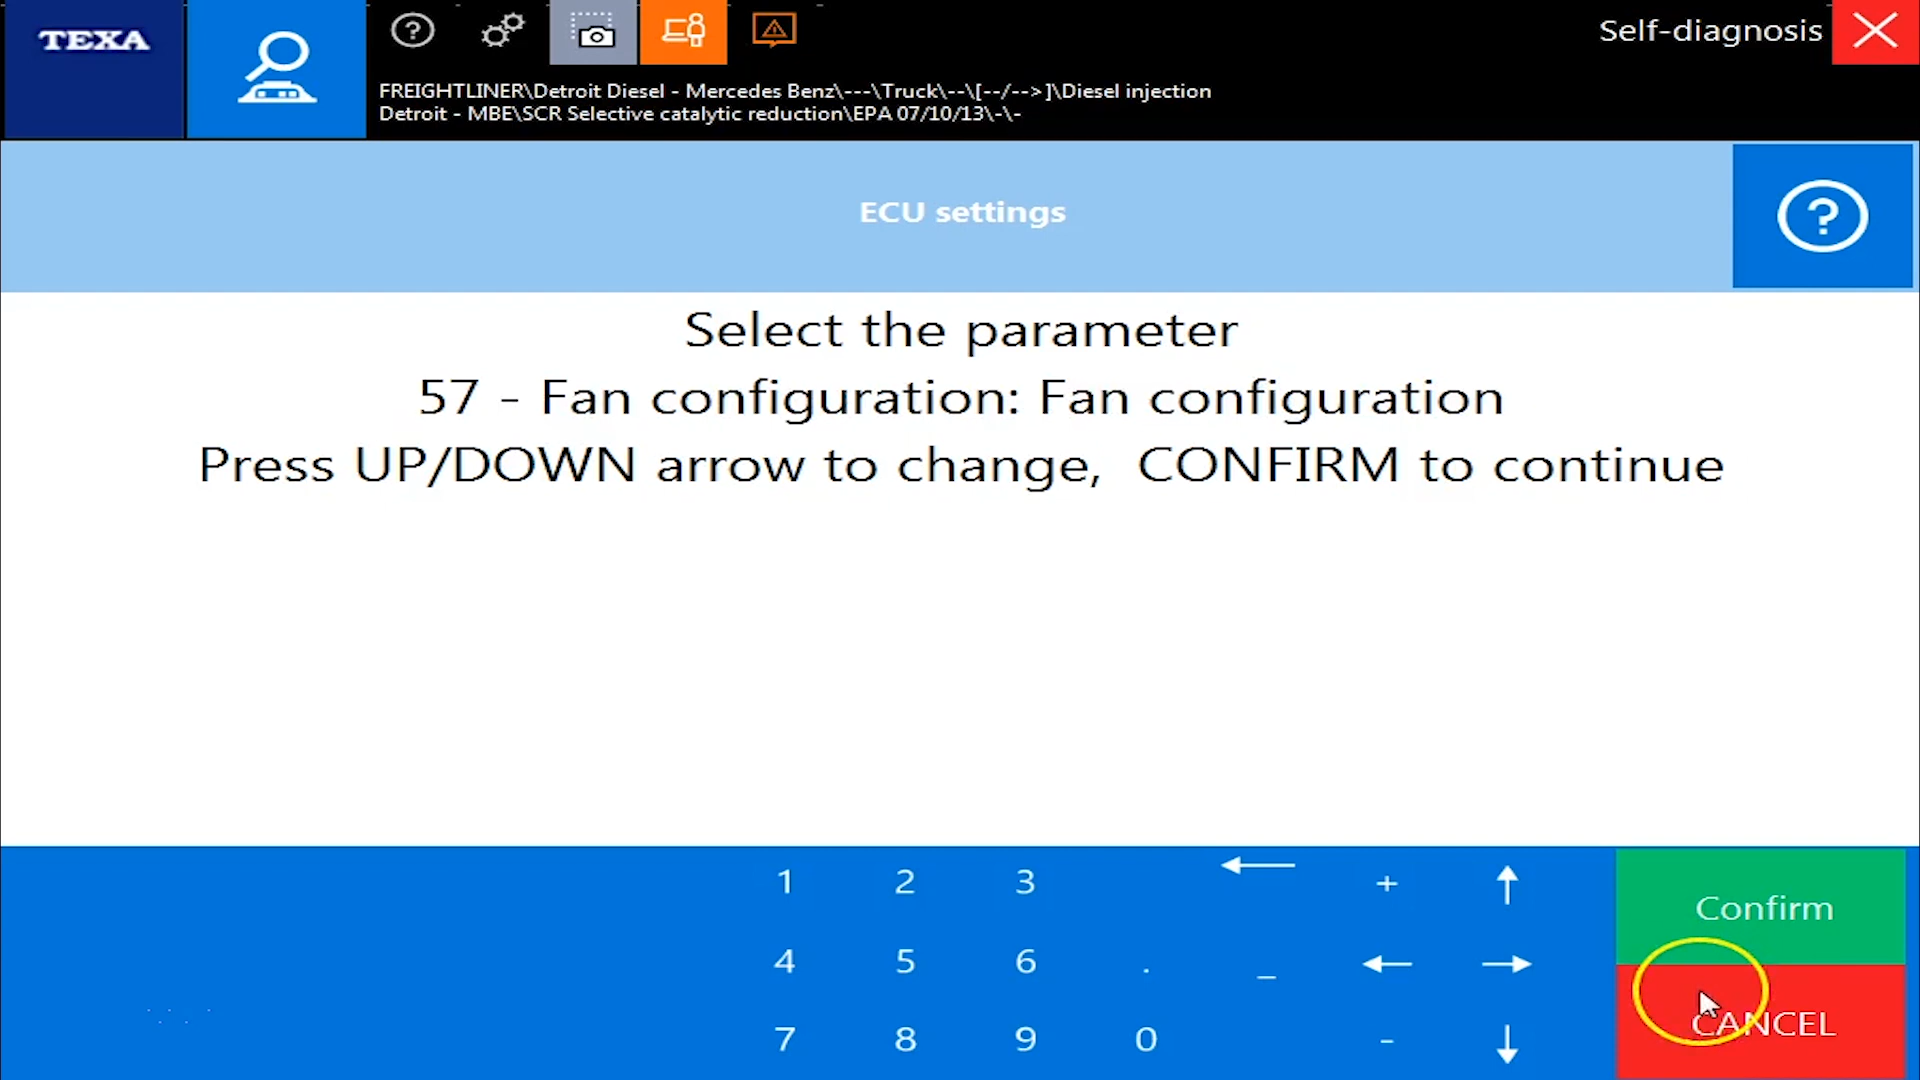 TEXA
Self-diagnosis
FREIGHTLINER\Detroit Diesel - Mercedes Benz\---\Truck\--\[--/-->]\Diesel injection
Detroit - MBE\SCR Selective catalytic reduction\EPA 07/10/13\-\-
ECU settings
Select the parameter
57 - Fan configuration: Fan configuration
Press UP/DOWN arrow to change,  CONFIRM to continue
1 2 3 +
Confirm
4 5 6 . _
CANCEL
7 8 9 0 -